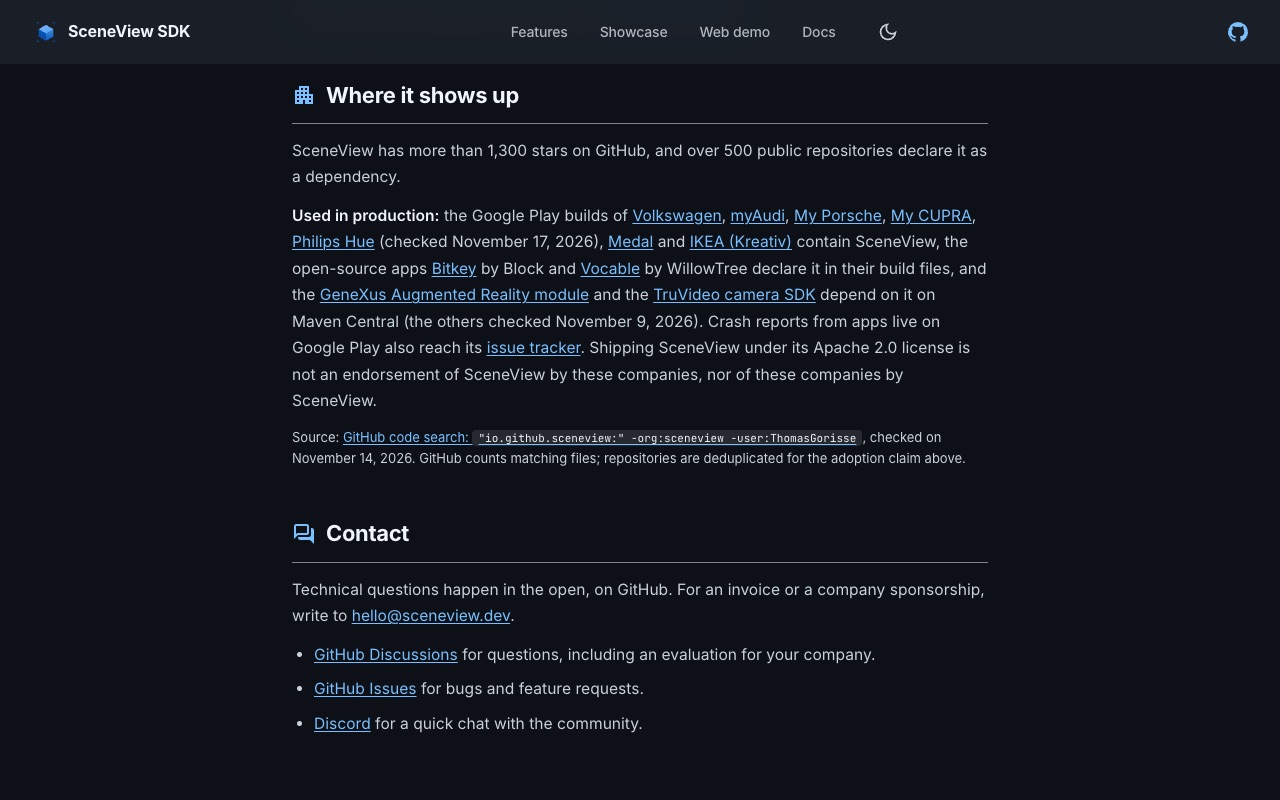 SceneView SDK
Features
Showcase
Web demo
Docs
Where it shows up
SceneView has more than 1,300 stars on GitHub, and over 500 public repositories declare it as
a dependency.
Used in production: the Google Play builds of Volkswagen, myAudi, My Porsche, My CUPRA,
Philips Hue (checked November 17, 2026), Medal and IKEA (Kreativ) contain SceneView, the
open-source apps Bitkey by Block and Vocable by WillowTree declare it in their build files, and
the GeneXus Augmented Reality module and the TruVideo camera SDK depend on it on
Maven Central (the others checked November 9, 2026). Crash reports from apps live on
Google Play also reach its issue tracker. Shipping SceneView under its Apache 2.0 license is
not an endorsement of SceneView by these companies, nor of these companies by
SceneView.
Source: GitHub code search: "io.github.sceneview:" -org:sceneview -user:ThomasGorisse, checked on
November 14, 2026. GitHub counts matching files; repositories are deduplicated for the adoption claim above.
Contact
Technical questions happen in the open, on GitHub. For an invoice or a company sponsorship,
write to hello@sceneview.dev.
• GitHub Discussions for questions, including an evaluation for your company.
• GitHub Issues for bugs and feature requests.
• Discord for a quick chat with the community.